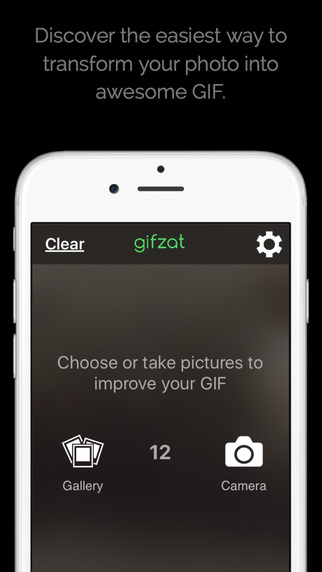 Discover the easiest way to
transform your photo into
awesome GIF.
Clear
gifzat
Choose or take pictures to
improve your GIF
12
Gallery
Camera